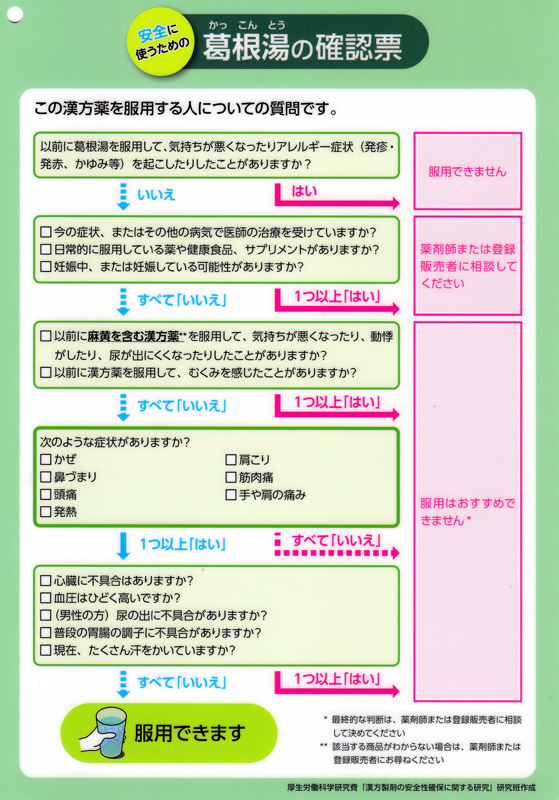 安全に
使うための
かっ こん とう
葛根湯の確認票
この漢方薬を服用する人についての質問です。
以前に葛根湯を服用して、気持ちが悪くなったりアレルギー症状（発疹・
発赤、かゆみ等）を起こしたりしたことがありますか？
服用できません
いいえ
はい
今の症状、またはその他の病気で医師の治療を受けていますか？
日常的に服用している薬や健康食品、サプリメントがありますか？
妊娠中、または妊娠している可能性がありますか？
薬剤師または登録
販売者に相談して
ください
すべて「いいえ」
1つ以上「はい」
以前に麻黄を含む漢方薬**を服用して、気持ちが悪くなったり、動悸
がしたり、尿が出にくくなったりしたことがありますか？
以前に漢方薬を服用して、むくみを感じたことがありますか？
すべて「いいえ」
1つ以上「はい」
次のような症状がありますか？
かぜ
鼻づまり
頭痛
発熱
肩こり
筋肉痛
手や肩の痛み
服用はおすすめで
きません*
1つ以上「はい」
すべて「いいえ」
心臓に不具合はありますか？
血圧はひどく高いですか？
（男性の方）尿の出に不具合がありますか？
普段の胃腸の調子に不具合がありますか？
現在、たくさん汗をかいていますか？
すべて「いいえ」
1つ以上「はい」
服用できます
* 最終的な判断は、薬剤師または登録販売者に相談
して決めてください
** 該当する商品がわからない場合は、薬剤師または
登録販売者にお尋ねください
厚生労働科学研究費「漢方製剤の安全性確保に関する研究」研究班作成